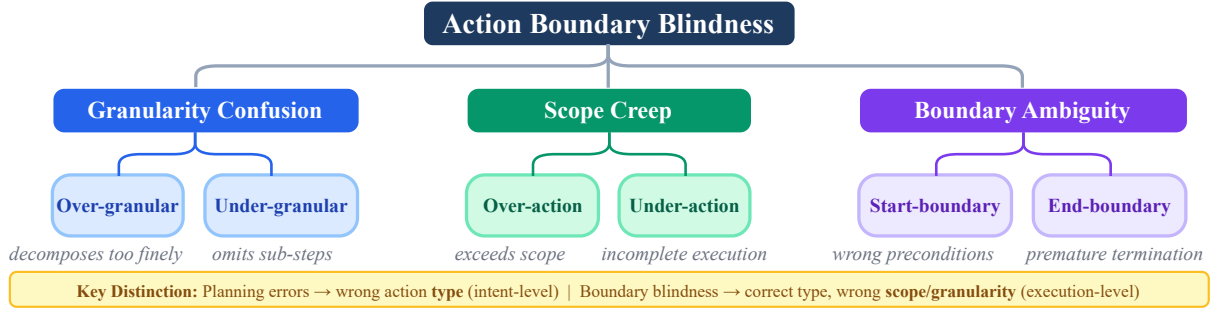 Action Boundary Blindness
Granularity Confusion
Scope Creep
Boundary Ambiguity
Over-granular
Under-granular
Over-action
Under-action
Start-boundary
End-boundary
decomposes too finely
omits sub-steps
exceeds scope
incomplete execution
wrong preconditions
premature termination
Key Distinction: Planning errors → wrong action type (intent-level) | Boundary blindness → correct type, wrong scope/granularity (execution-level)